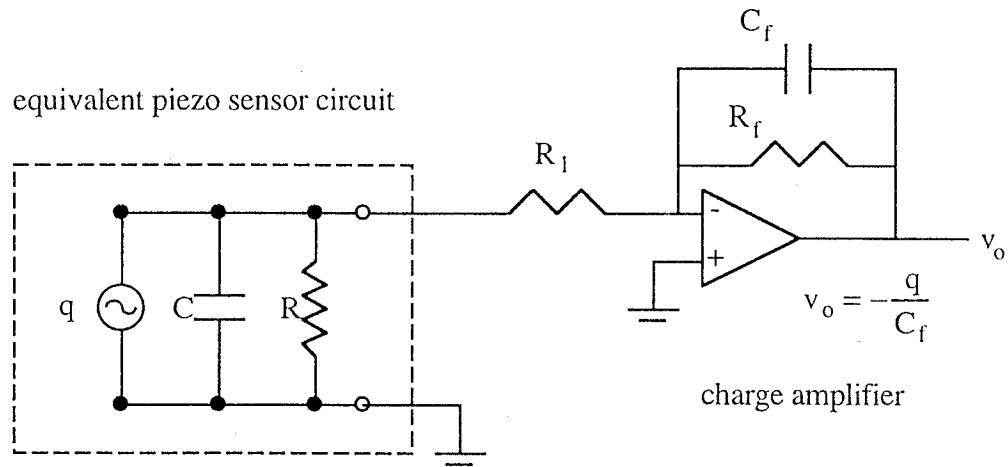 C_f
equivalent piezo sensor circuit
R_f
R_1
-
+
v_o
q
C
R
v_o = -q/C_f
charge amplifier